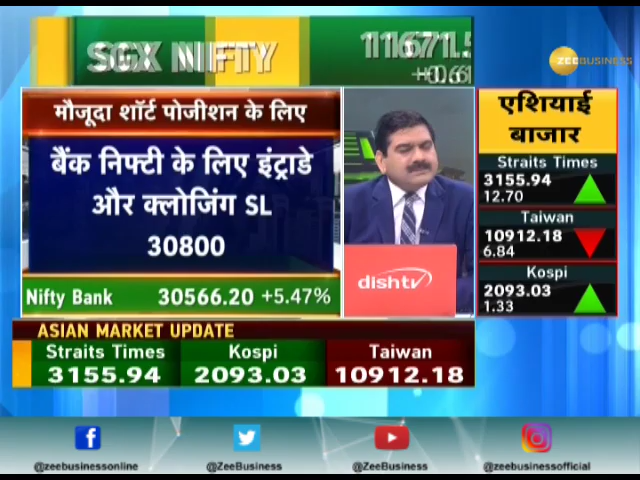 SGX NIFTY
ZEEBUSINESS
मौजूदा शॉर्ट पोजीशन के लिए
बैंक निफ्टी के लिए इंट्राडे
और क्लोजिंग SL
30800
Nifty Bank 30566.20 +5.47%
dishtv
एशियाई
बाजार
Straits Times
3155.94
12.70
Taiwan
10912.18
6.84
Kospi
2093.03
1.33
ASIAN MARKET UPDATE
Straits Times Kospi Taiwan
3155.94 2093.03 10912.18
@zeebusinessonline @ZeeBusiness @ZeeBusiness @zeebusinessofficial